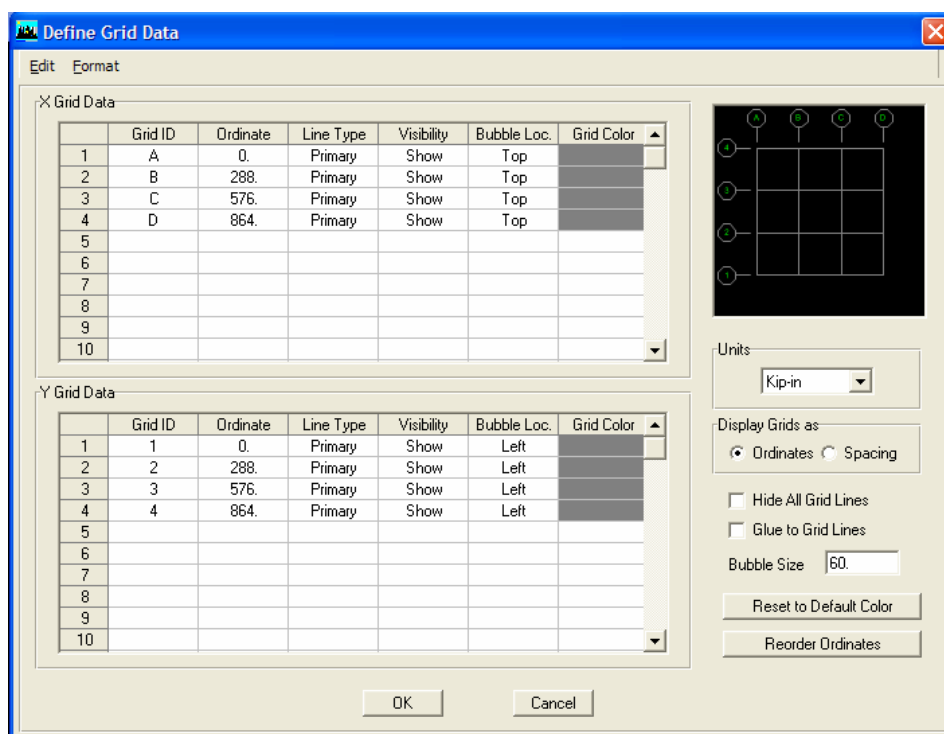 Define Grid Data
Edit Format
X Grid Data
Grid ID Ordinate Line Type Visibility Bubble Loc. Grid Color
1 A 0. Primary Show Top
2 B 288. Primary Show Top
3 C 576. Primary Show Top
4 D 864. Primary Show Top
5
6
7
8
9
10
A B C D
4
3
2
1
Units
Kip-in
Y Grid Data
Grid ID Ordinate Line Type Visibility Bubble Loc. Grid Color
1 1 0. Primary Show Left
2 2 288. Primary Show Left
3 3 576. Primary Show Left
4 4 864. Primary Show Left
5
6
7
8
9
10
Display Grids as
Ordinates Spacing
Hide All Grid Lines
Glue to Grid Lines
Bubble Size 60.
Reset to Default Color
Reorder Ordinates
OK Cancel